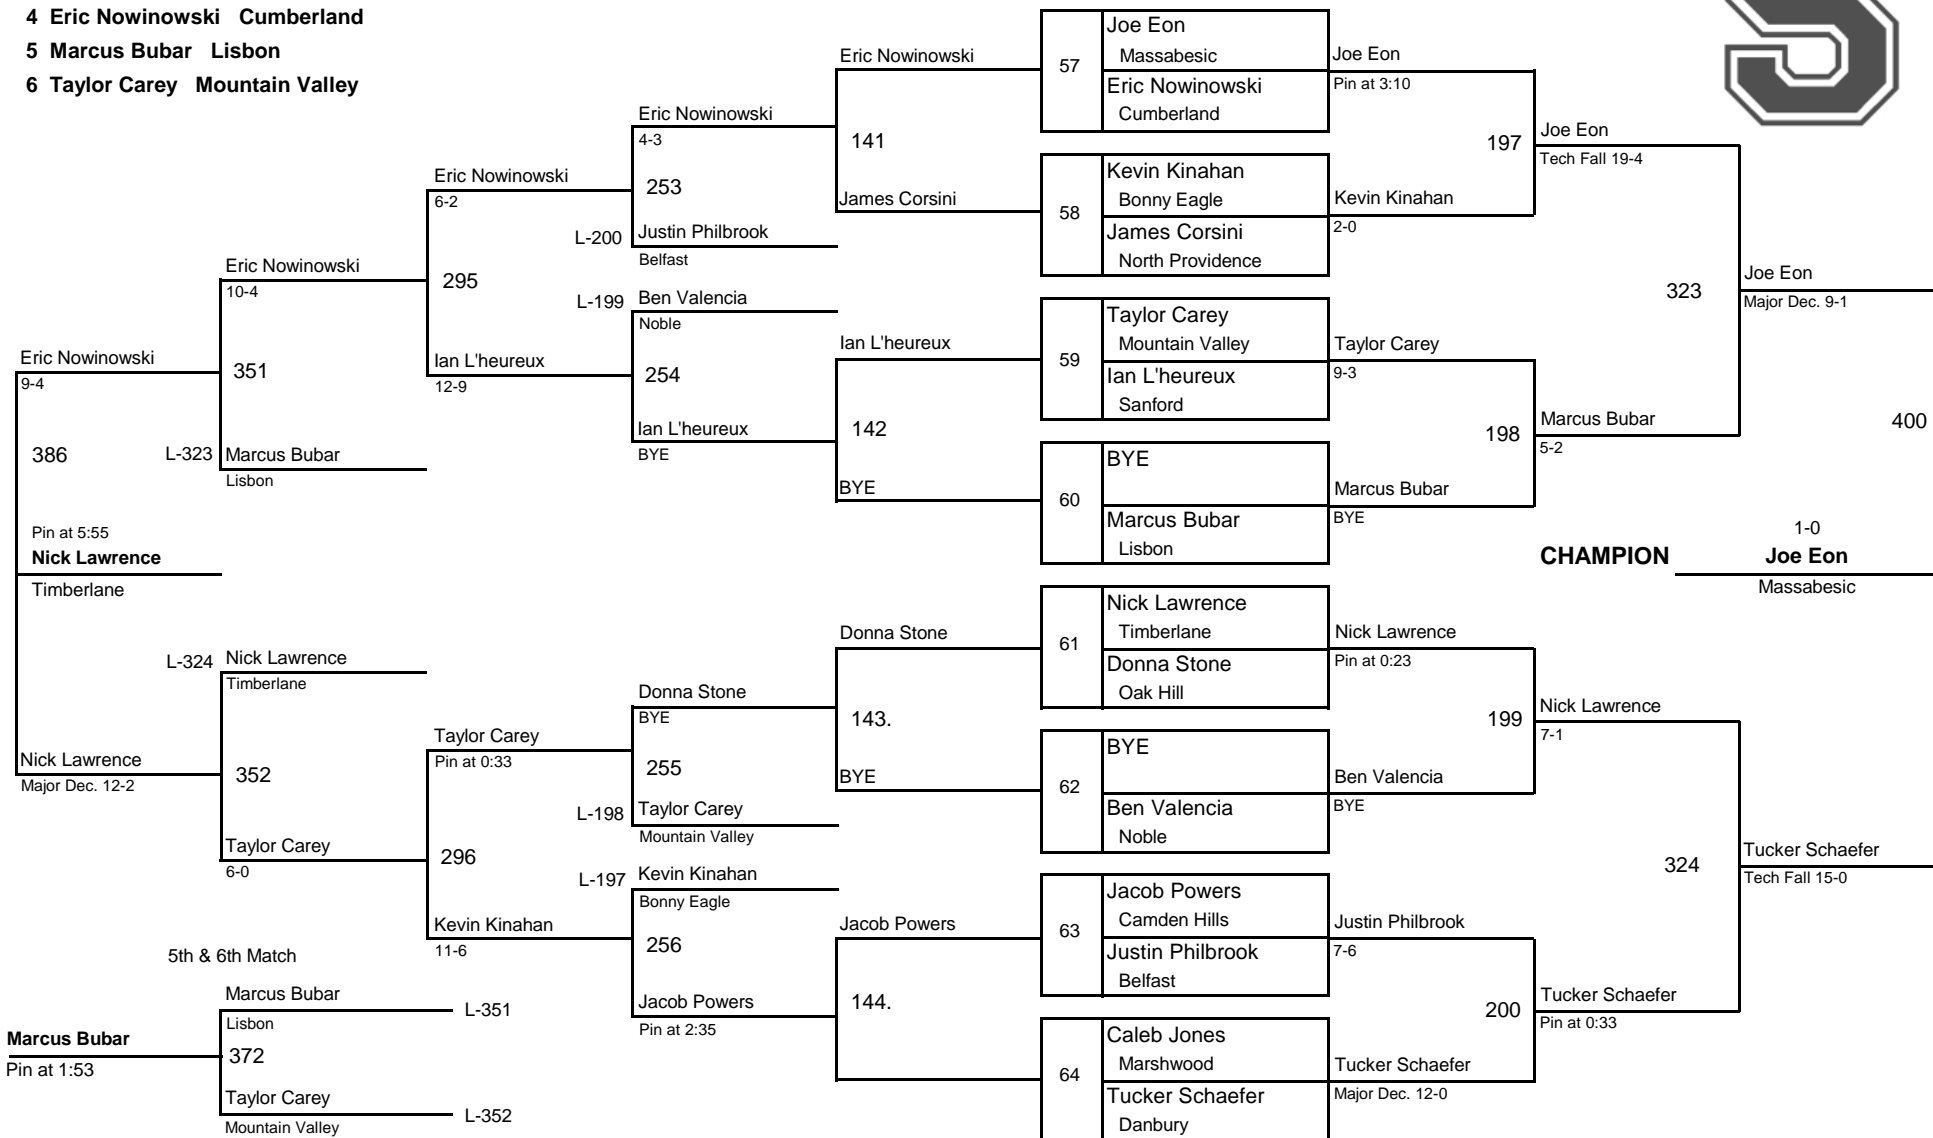 4 Eric Nowinowski Cumberland
5 Marcus Bubar Lisbon
6 Taylor Carey Mountain Valley
Eric Nowinowski
9-4
386
Pin at 5:55
Nick Lawrence
Timberlane
Nick Lawrence
Major Dec. 12-2
5th & 6th Match
Marcus Bubar
Pin at 1:53
Marcus Bubar
L-351
Lisbon
372
Taylor Carey
L-352
Mountain Valley
Eric Nowinowski
10-4
351
L-323 Marcus Bubar
Lisbon
L-324 Nick Lawrence
Timberlane
352
Taylor Carey
6-0
Eric Nowinowski
6-2
295
Ian L'heureux
12-9
Taylor Carey
Pin at 0:33
296
Kevin Kinahan
11-6
Eric Nowinowski
4-3
253
L-200 Justin Philbrook
Belfast
L-199 Ben Valencia
Noble
254
Ian L'heureux
BYE
Donna Stone
BYE
255
L-198 Taylor Carey
Mountain Valley
L-197 Kevin Kinahan
Bonny Eagle
256
Jacob Powers
Pin at 2:35
Eric Nowinowski
141
James Corsini
Ian L'heureux
142
BYE
Donna Stone
143.
BYE
Jacob Powers
144.
57
Joe Eon
Massabesic
Eric Nowinowski
Cumberland
58
Kevin Kinahan
Bonny Eagle
James Corsini
North Providence
59
Taylor Carey
Mountain Valley
Ian L'heureux
Sanford
60
BYE
Marcus Bubar
Lisbon
61
Nick Lawrence
Timberlane
Donna Stone
Oak Hill
62
BYE
Ben Valencia
Noble
63
Jacob Powers
Camden Hills
Justin Philbrook
Belfast
64
Caleb Jones
Marshwood
Tucker Schaefer
Danbury
Joe Eon
Pin at 3:10
197
Kevin Kinahan
2-0
Taylor Carey
9-3
198
Marcus Bubar
BYE
Nick Lawrence
Pin at 0:23
199
Ben Valencia
BYE
Justin Philbrook
7-6
200
Tucker Schaefer
Major Dec. 12-0
Joe Eon
Tech Fall 19-4
323
Marcus Bubar
5-2
Nick Lawrence
7-1
324
Tucker Schaefer
Pin at 0:33
Joe Eon
Major Dec. 9-1
400
Tucker Schaefer
Tech Fall 15-0
1-0
CHAMPION Joe Eon
Massabesic